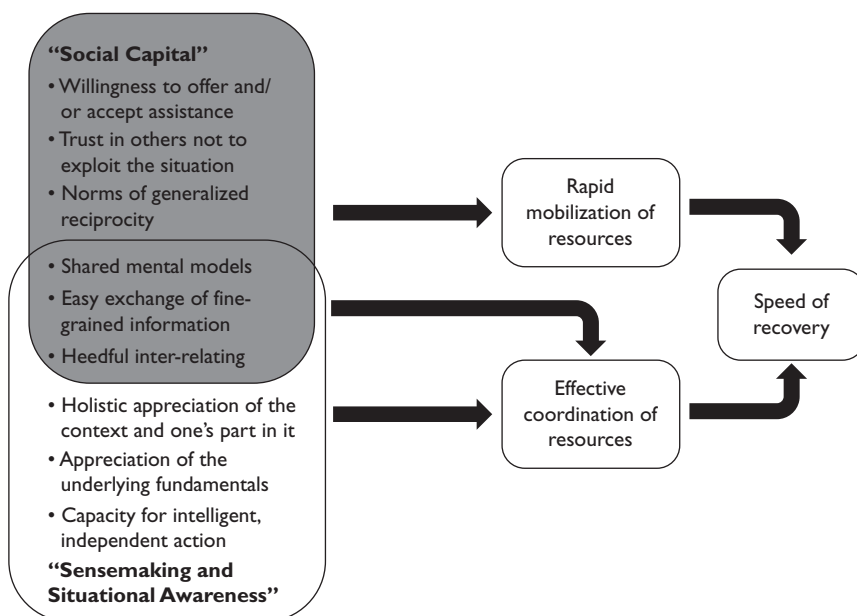 “Social Capital”
• Willingness to offer and/
or accept assistance
• Trust in others not to
exploit the situation
• Norms of generalized
reciprocity
• Shared mental models
• Easy exchange of fine-
grained information
• Heedful inter-relating
• Holistic appreciation of the
context and one’s part in it
• Appreciation of the
underlying fundamentals
• Capacity for intelligent,
independent action
“Sensemaking and
Situational Awareness”
Rapid
mobilization of
resources
Effective
coordination of
resources
Speed of
recovery